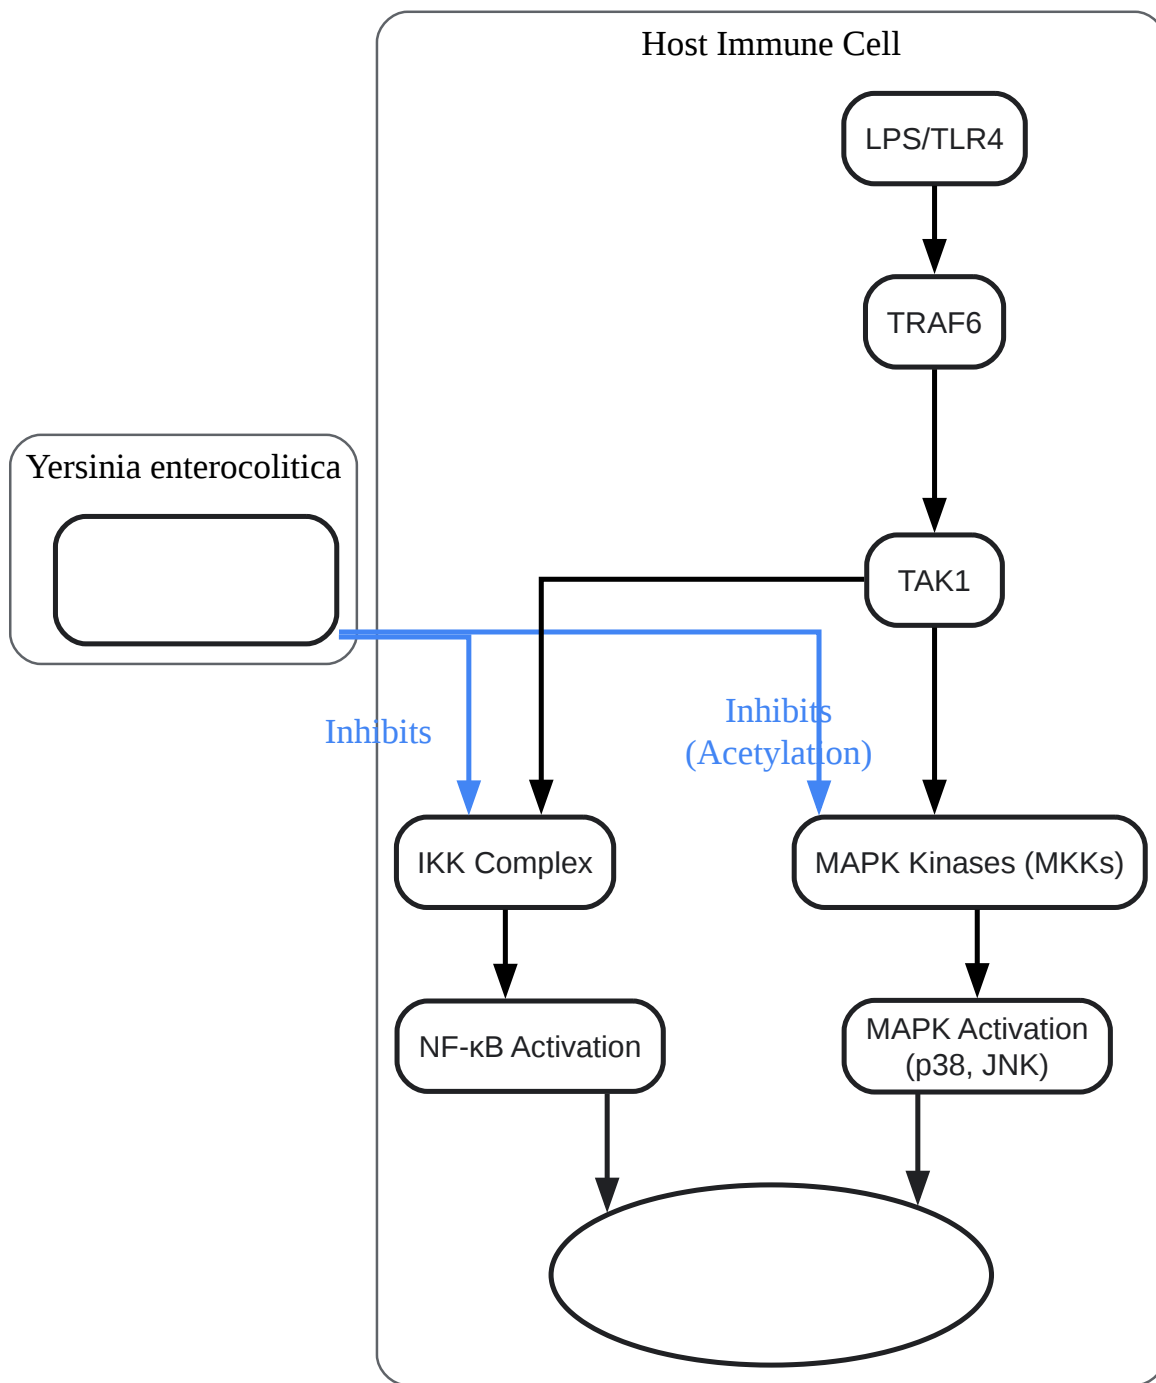 Host Immune Cell
LPS/TLR4
TRAF6
Yersinia enterocolitica
TAK1
Inhibits
Inhibits
(Acetylation)
IKK Complex
MAPK Kinases (MKKs)
NF-κB Activation
MAPK Activation
(p38, JNK)